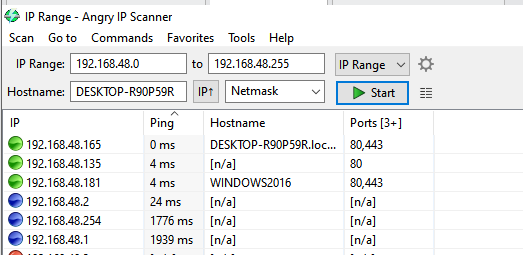 IP Range - Angry IP Scanner
Scan Go to Commands Favorites Tools Help
IP Range: 192.168.48.0 to 192.168.48.255 IP Range
Hostname: DESKTOP-R90P59R IP↑ Netmask Start
IP Ping Hostname Ports [3+]
192.168.48.165 0 ms DESKTOP-R90P59R.loc... 80,443
192.168.48.135 4 ms [n/a] 80
192.168.48.181 4 ms WINDOWS2016 80,443
192.168.48.2 24 ms [n/a] [n/a]
192.168.48.254 1776 ms [n/a] [n/a]
192.168.48.1 1939 ms [n/a] [n/a]